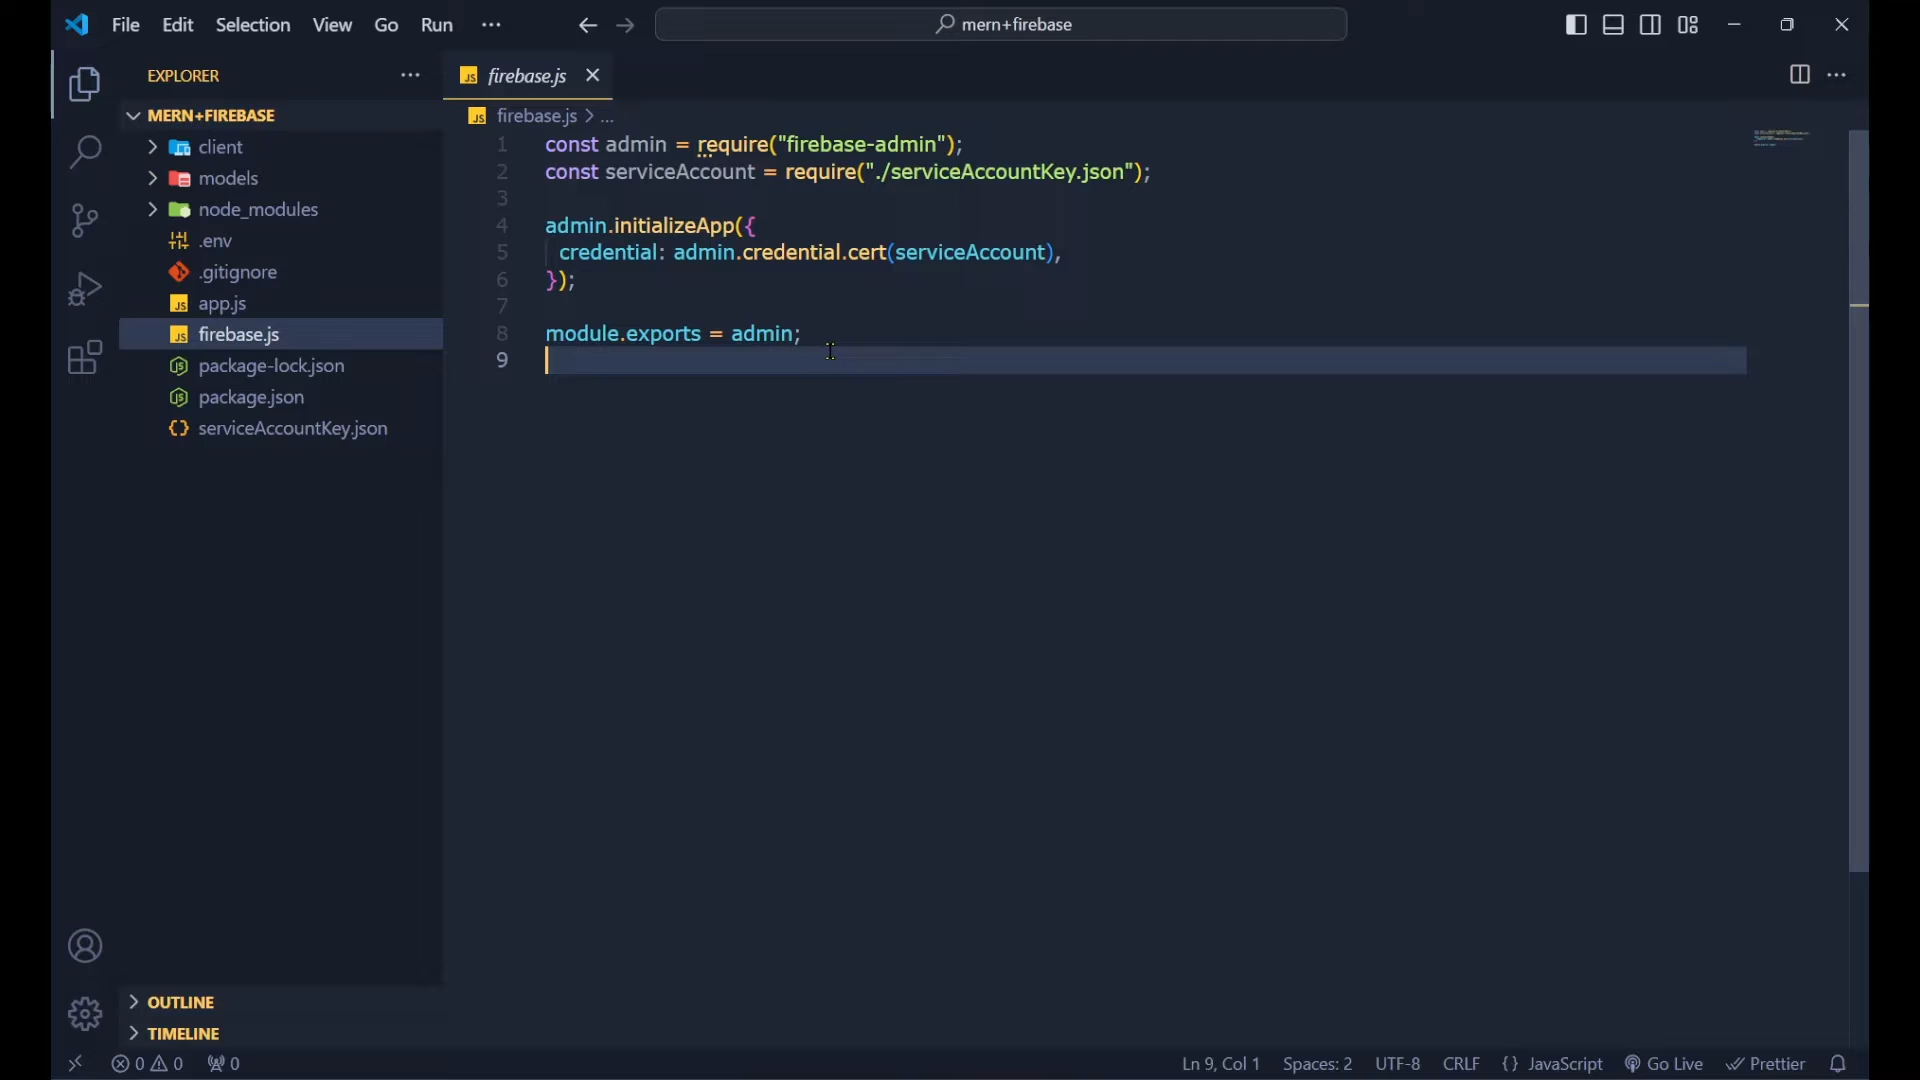 File Edit Selection View Go Run ···
mern+firebase
EXPLORER ···
firebase.js
MERN+FIREBASE
JS firebase.js > ...
client
models
node_modules
.env
.gitignore
JS app.js
JS firebase.js
package-lock.json
package.json
{} serviceAccountKey.json
1 const admin = require("firebase-admin");
2 const serviceAccount = require("./serviceAccountKey.json");
3
4 admin.initializeApp({
5 credential: admin.credential.cert(serviceAccount),
6 });
7
8 module.exports = admin;
9
OUTLINE
TIMELINE
0 0 0 Ln 9, Col 1 Spaces: 2 UTF-8 CRLF {} JavaScript Go Live Prettier